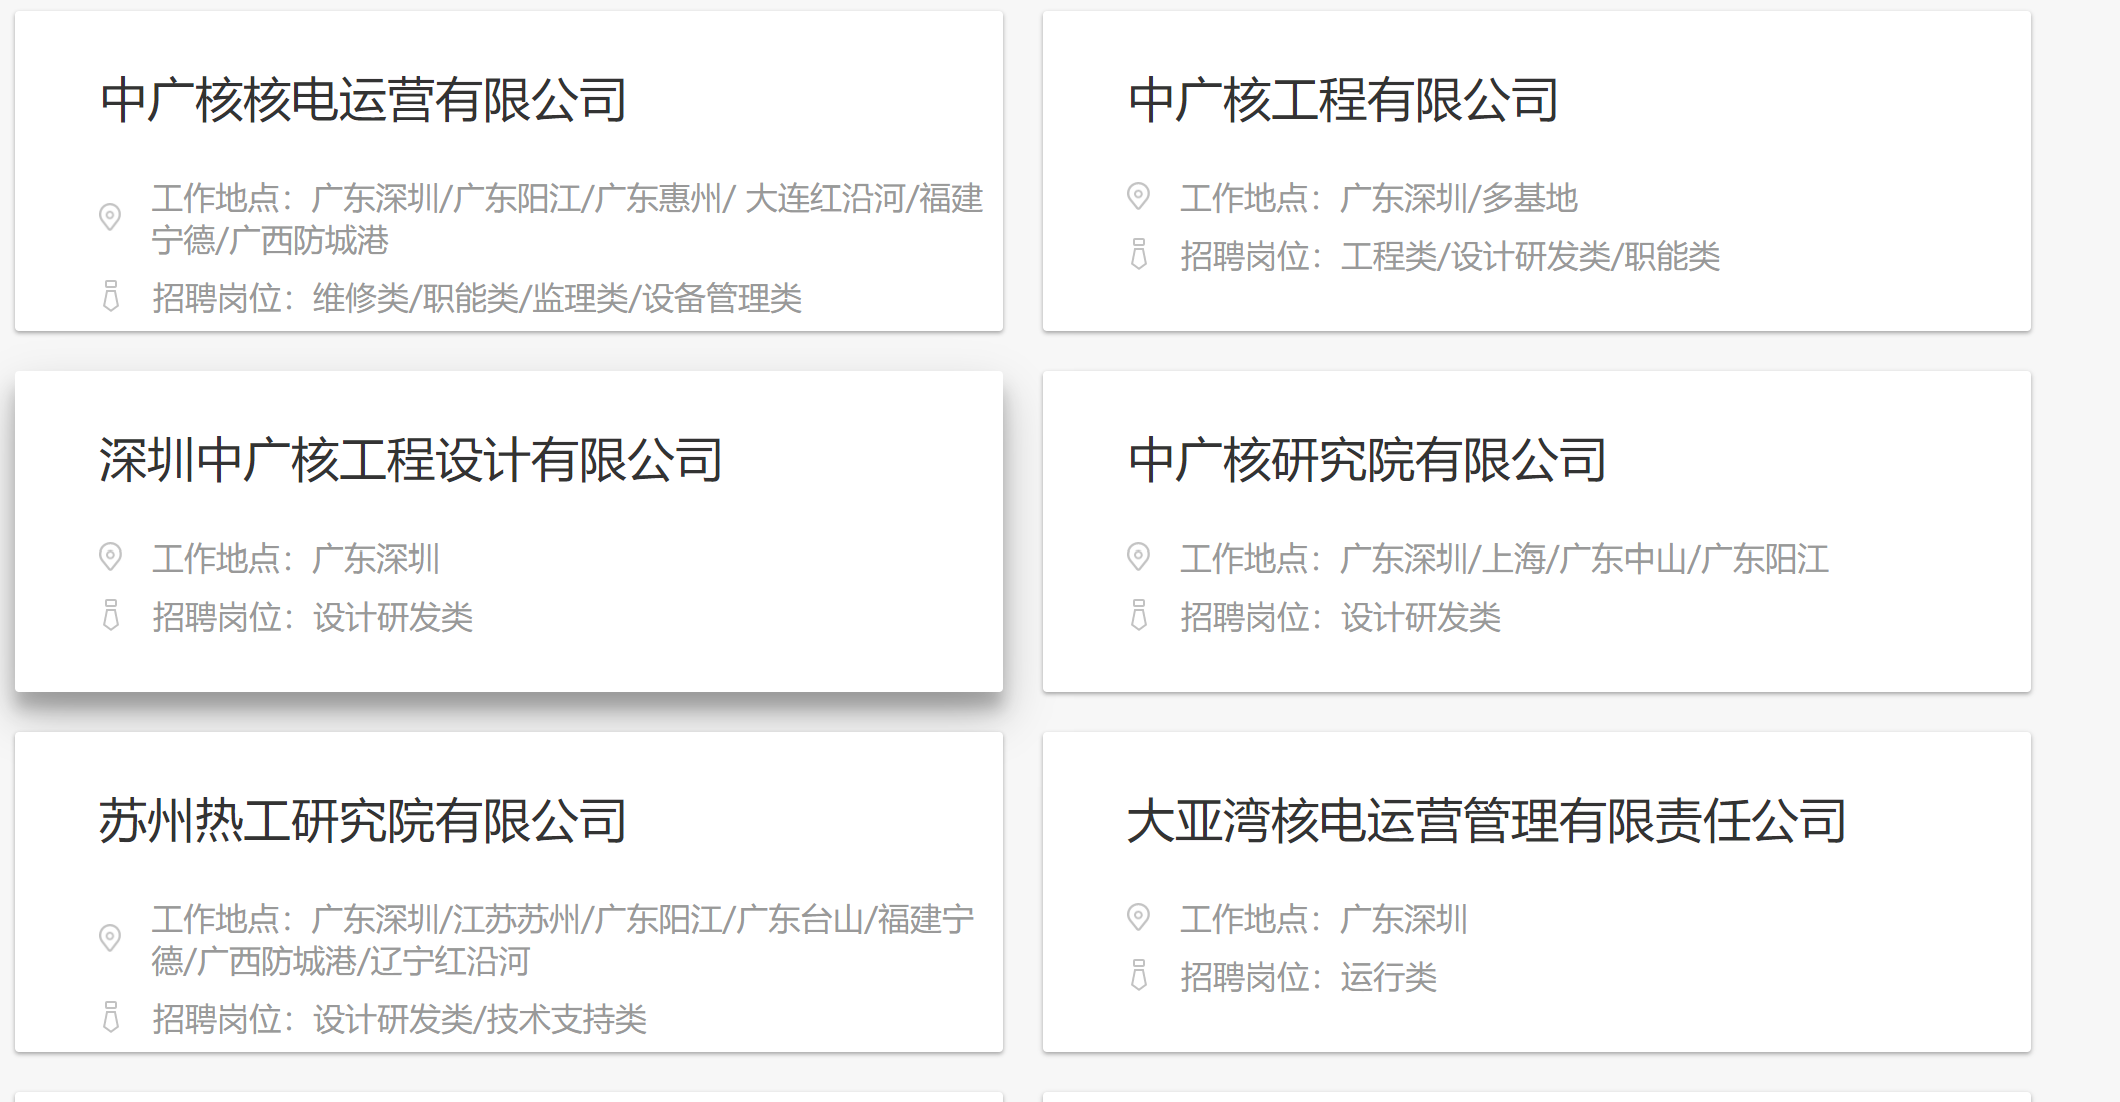 中广核核电运营有限公司
工作地点：广东深圳/广东阳江/广东惠州/ 大连红沿河/福建
宁德/广西防城港
招聘岗位：维修类/职能类/监理类/设备管理类
中广核工程有限公司
工作地点：广东深圳/多基地
招聘岗位：工程类/设计研发类/职能类
深圳中广核工程设计有限公司
工作地点：广东深圳
招聘岗位：设计研发类
中广核研究院有限公司
工作地点：广东深圳/上海/广东中山/广东阳江
招聘岗位：设计研发类
苏州热工研究院有限公司
工作地点：广东深圳/江苏苏州/广东阳江/广东台山/福建宁
德/广西防城港/辽宁红沿河
招聘岗位：设计研发类/技术支持类
大亚湾核电运营管理有限责任公司
工作地点：广东深圳
招聘岗位：运行类